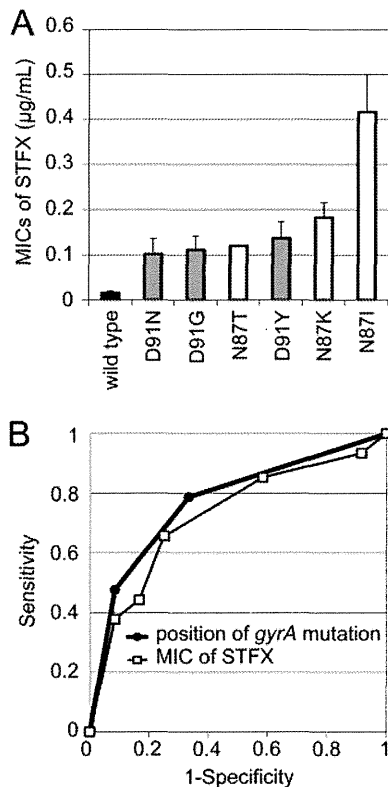 A
MICs of STFX (µg/mL)
0.6
0.5
0.4
0.3
0.2
0.1
0
wild type
D91N
D91G
N87T
D91Y
N87K
N87I
B
Sensitivity
1
0.8
0.6
0.4
0.2
0
position of gyrA mutation
MIC of STFX
0 0.2 0.4 0.6 0.8 1
1-Specificity